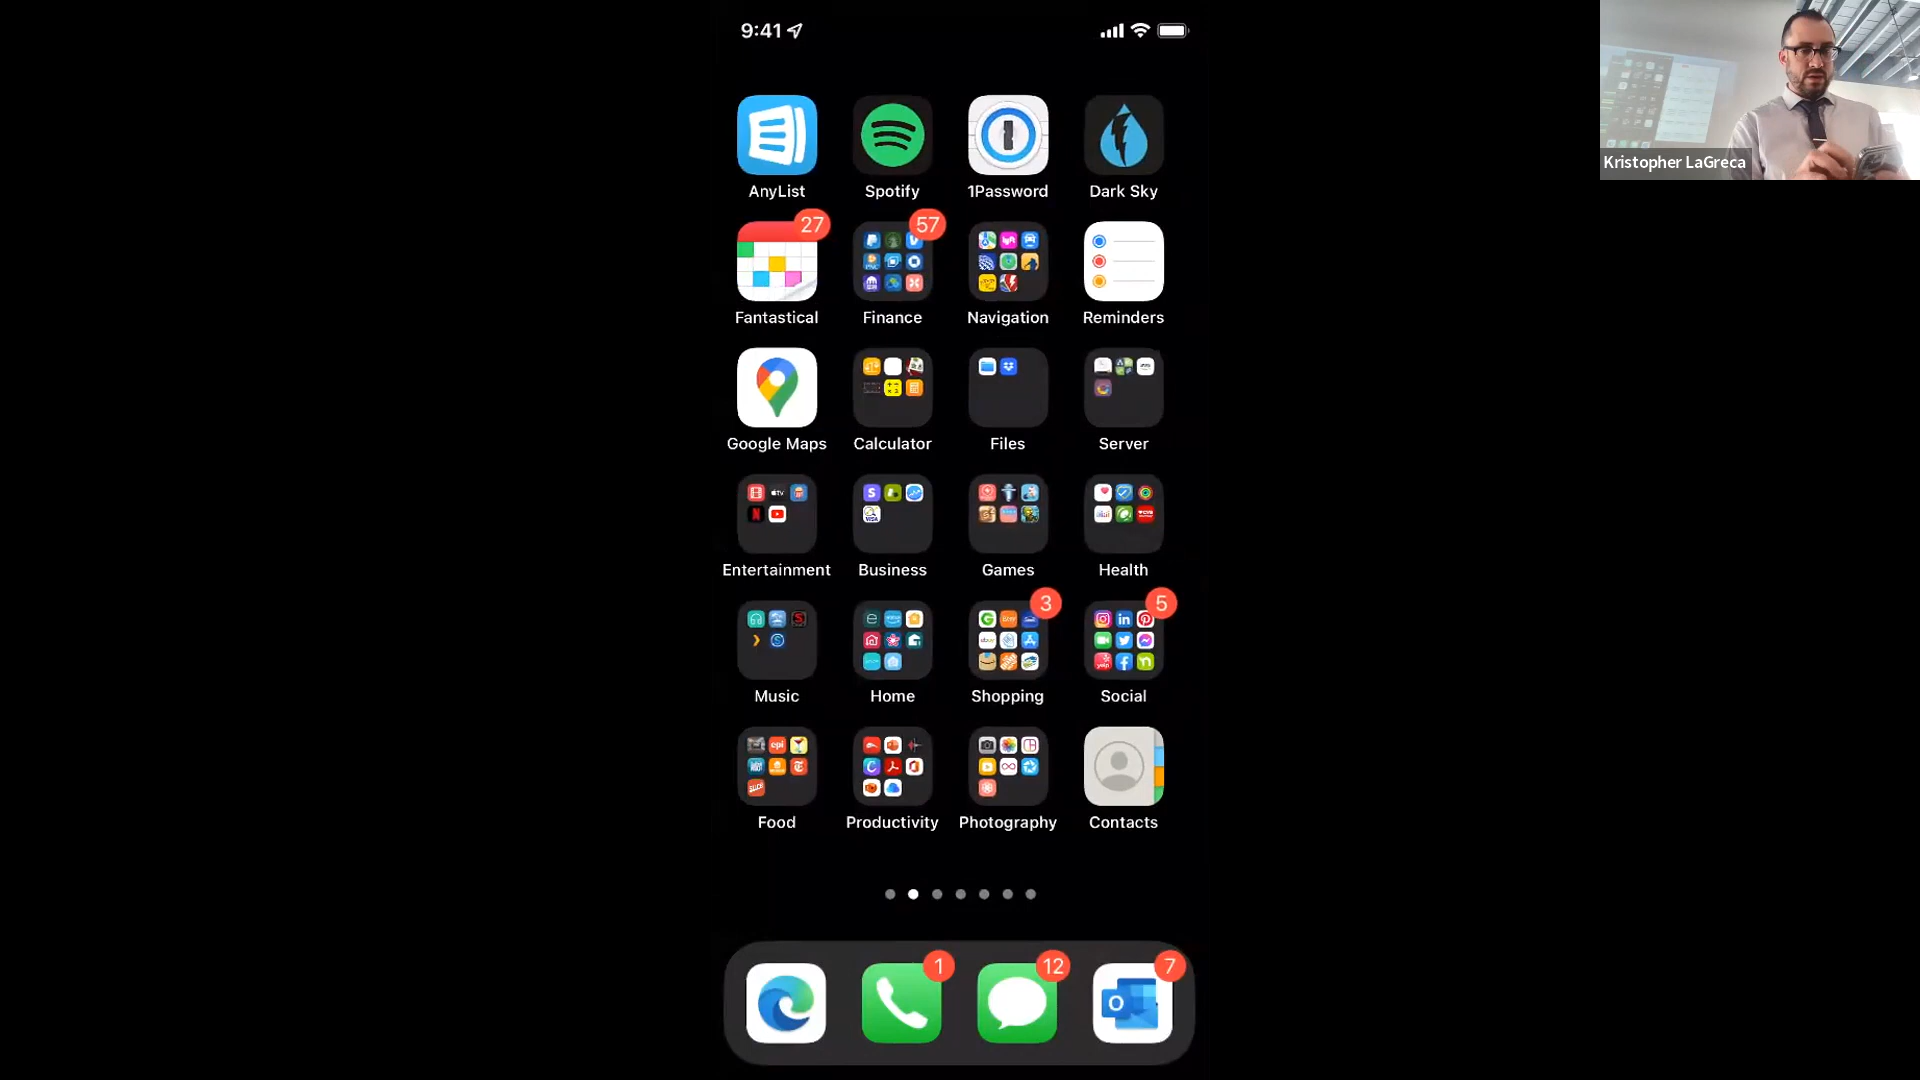 9:41
Kristopher LaGreca
AnyList
Spotify
1Password
Dark Sky
27
57
Fantastical
Finance
Navigation
Reminders
Google Maps
Calculator
Files
Server
Entertainment
Business
Games
Health
3
5
Music
Home
Shopping
Social
Food
Productivity
Photography
Contacts
1
12
7